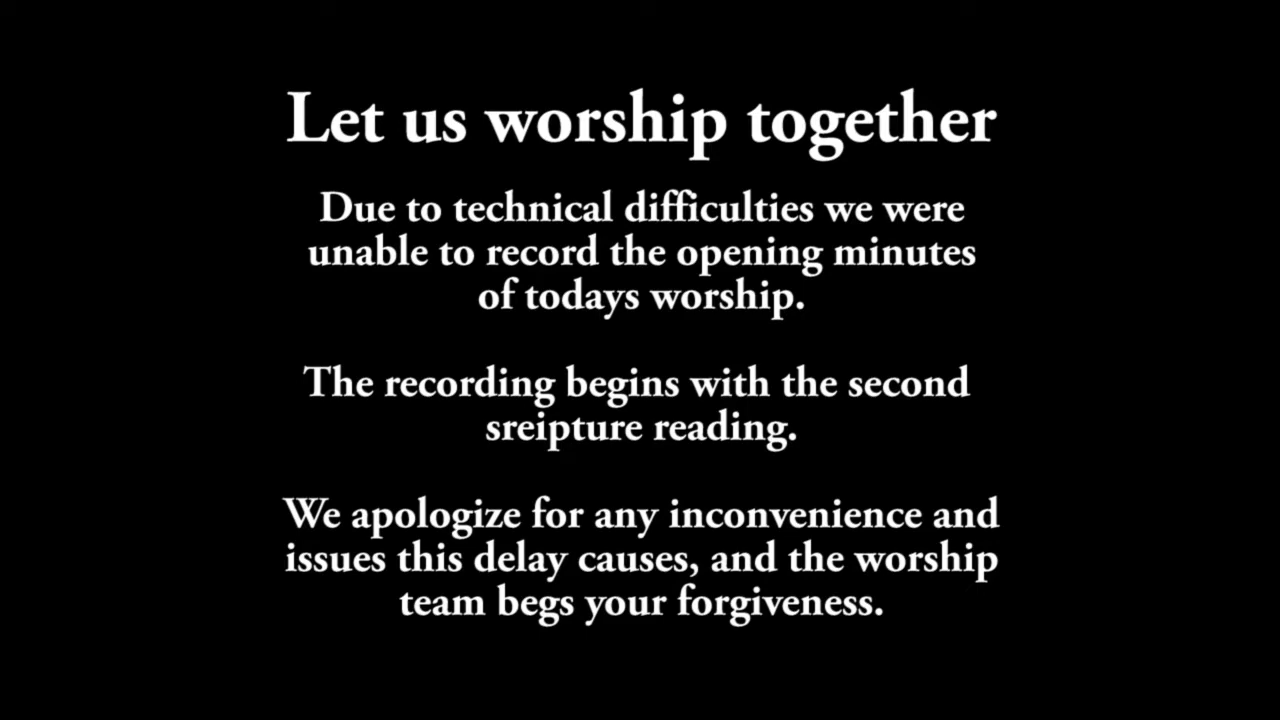 Let us worship together
Due to technical difficulties we were
unable to record the opening minutes
of todays worship.
The recording begins with the second
sreipture reading.
We apologize for any inconvenience and
issues this delay causes, and the worship
team begs your forgiveness.